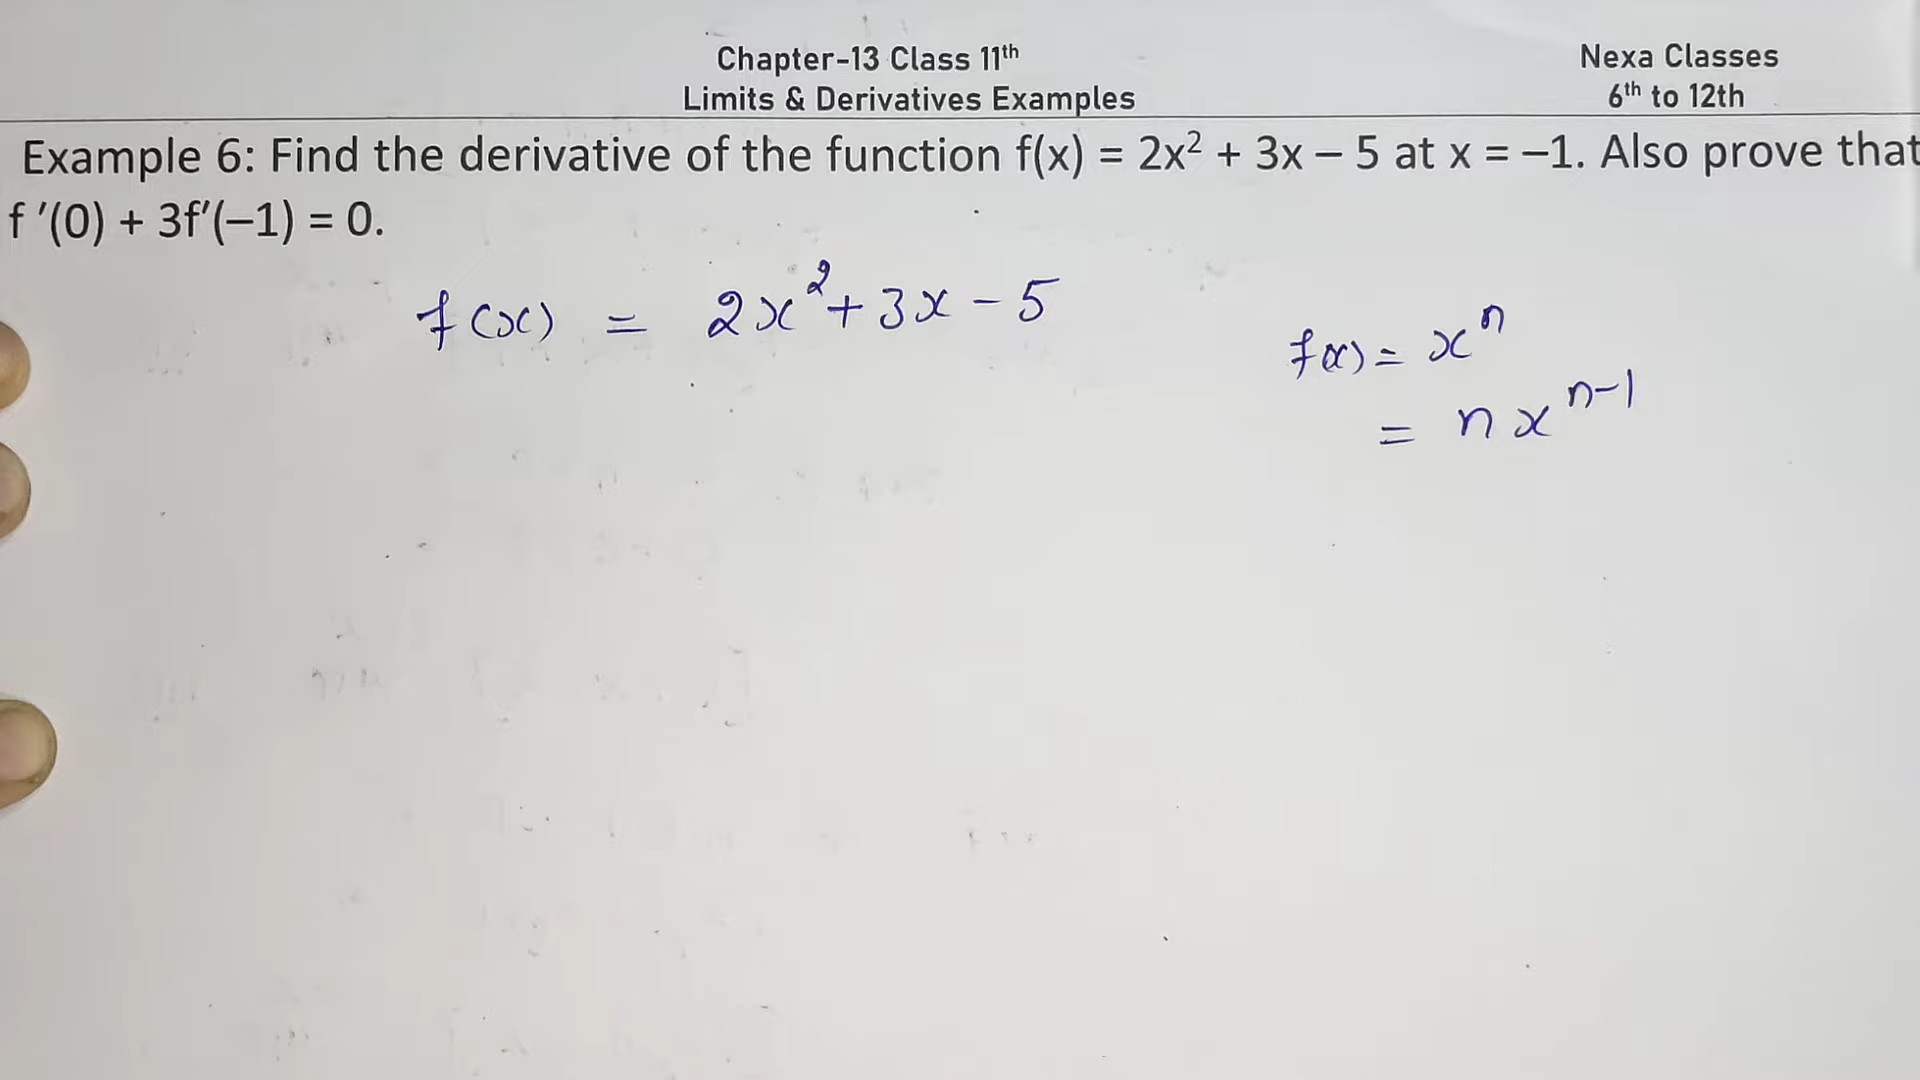 Chapter-13 Class 11th
Limits & Derivatives Examples
Nexa Classes
6th to 12th
Example 6: Find the derivative of the function f(x) = 2x² + 3x – 5 at x = –1. Also prove that
f ′(0) + 3f′(–1) = 0.
f(x) = 2x² + 3x - 5
f(x) = xⁿ
= n xⁿ⁻¹